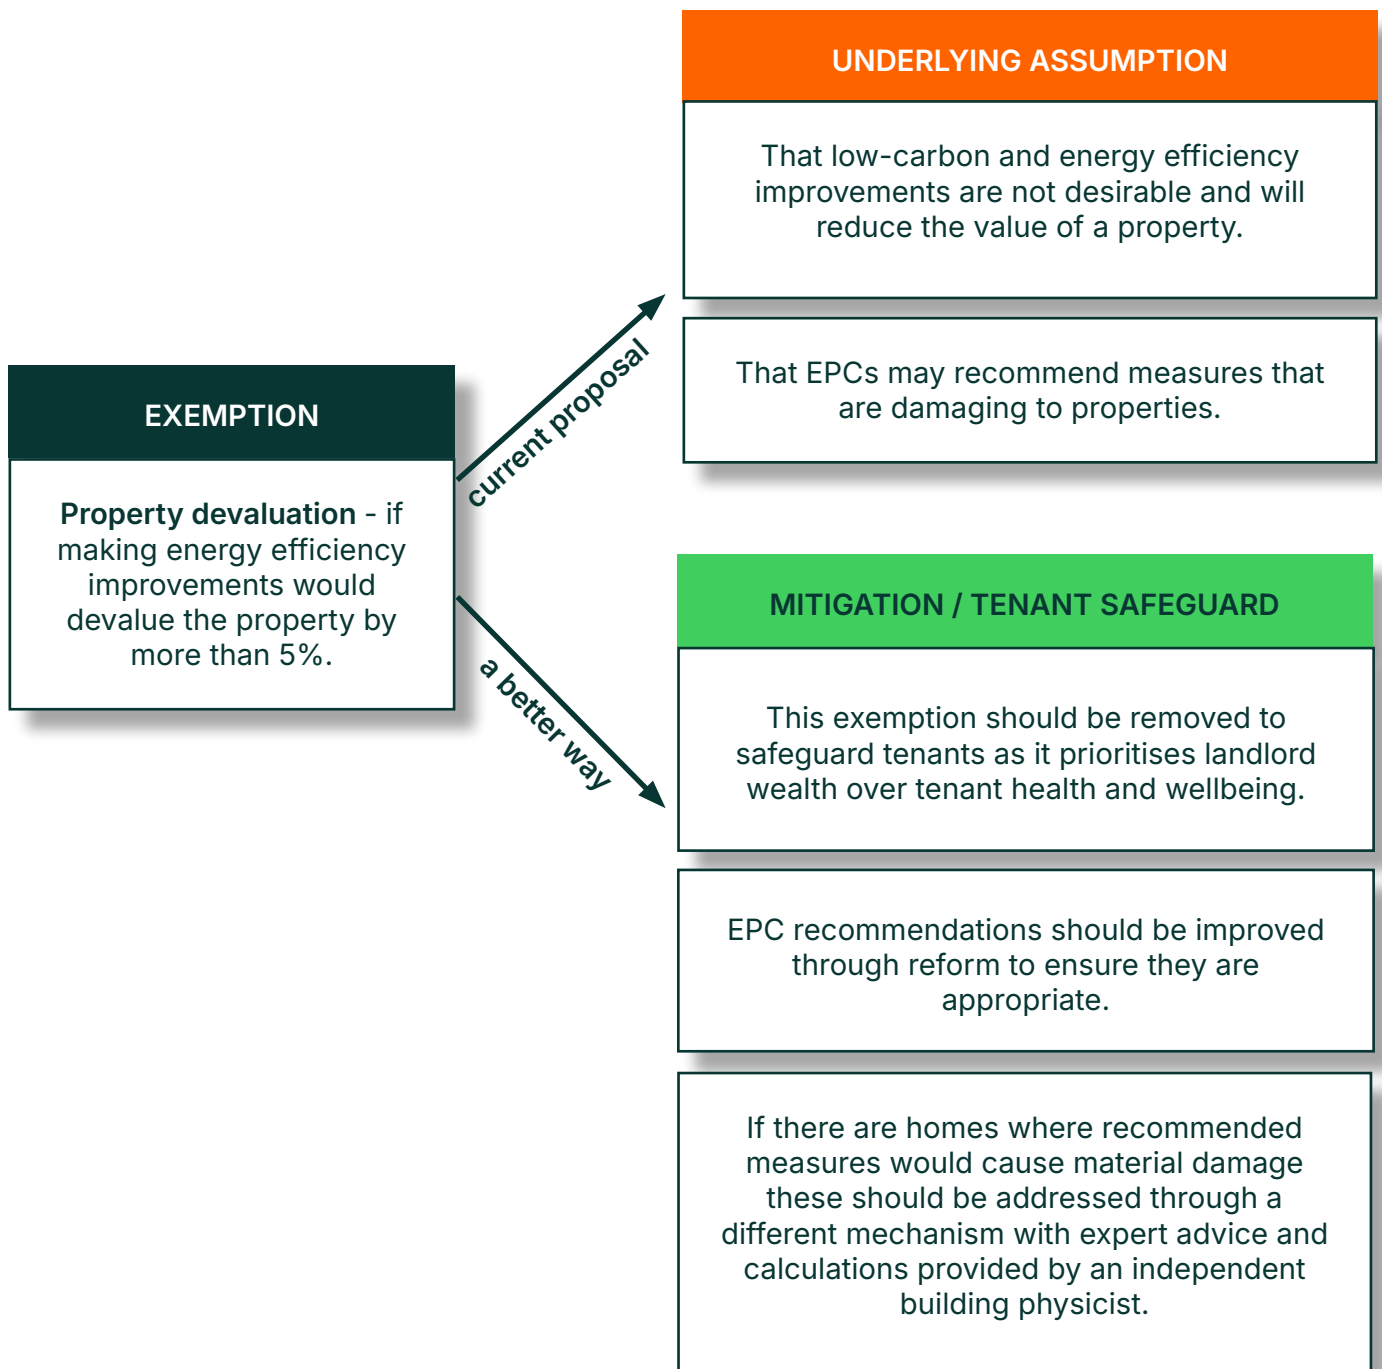 UNDERLYING ASSUMPTION
That low-carbon and energy efficiency
improvements are not desirable and will
reduce the value of a property.
That EPCs may recommend measures that
are damaging to properties.
current proposal
EXEMPTION
Property devaluation - if
making energy efficiency
improvements would
devalue the property by
more than 5%.
a better way
MITIGATION / TENANT SAFEGUARD
This exemption should be removed to
safeguard tenants as it prioritises landlord
wealth over tenant health and wellbeing.
EPC recommendations should be improved
through reform to ensure they are
appropriate.
If there are homes where recommended
measures would cause material damage
these should be addressed through a
different mechanism with expert advice and
calculations provided by an independent
building physicist.